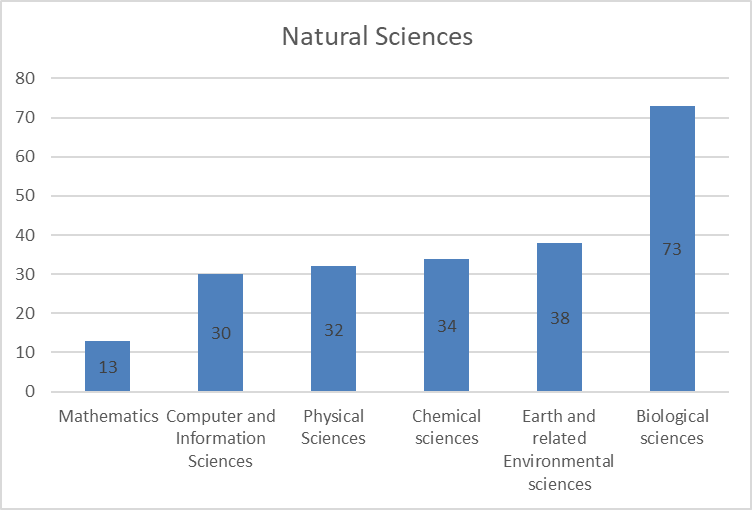 Natural Sciences
80
70
60
50
40
30
20
10
0
13
30
32
34
38
73
Mathematics
Computer and
Information
Sciences
Physical
Sciences
Chemical
sciences
Earth and
related
Environmental
sciences
Biological
sciences